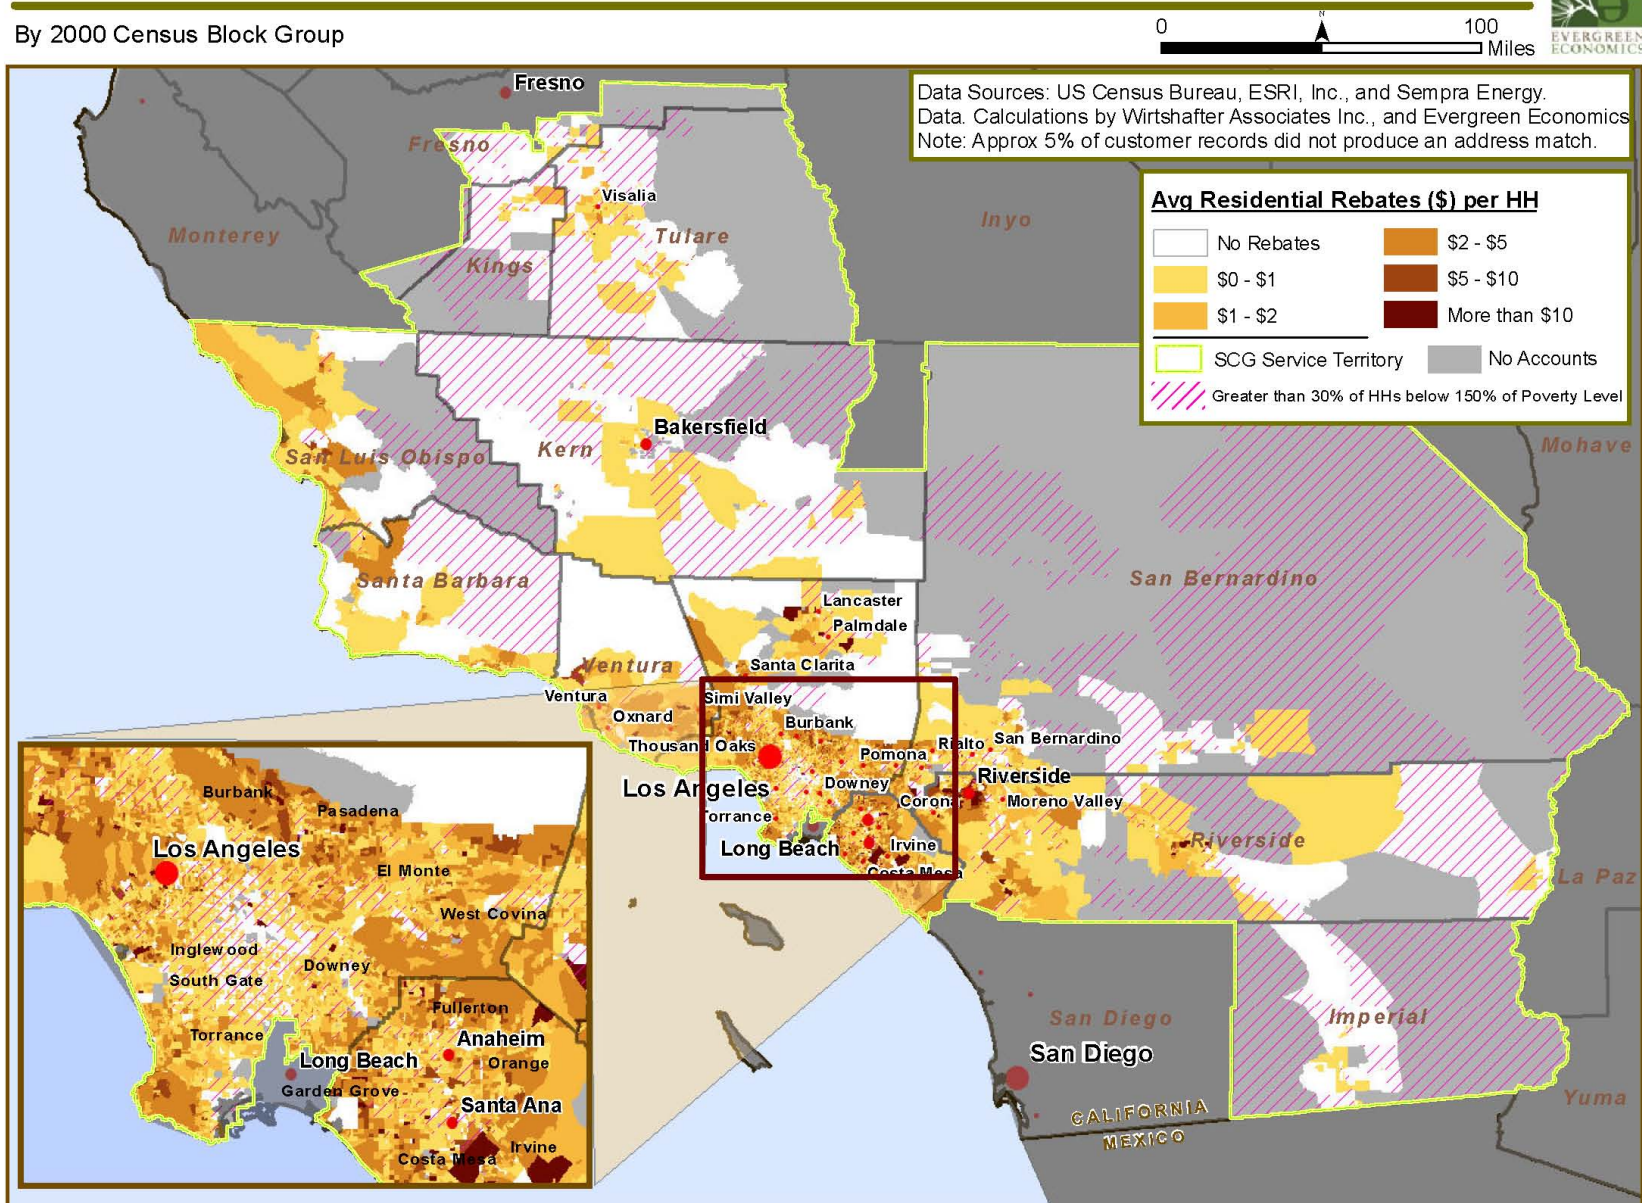 By 2000 Census Block Group
0
N
100
Miles
EVERGREEN
ECONOMICS
Data Sources: US Census Bureau, ESRI, Inc., and Sempra Energy.
Data. Calculations by Wirtshafter Associates Inc., and Evergreen Economics
Note: Approx 5% of customer records did not produce an address match.
Avg Residential Rebates ($) per HH
No Rebates
$0 - $1
$1 - $2
$2 - $5
$5 - $10
More than $10
SCG Service Territory
No Accounts
Greater than 30% of HHs below 150% of Poverty Level
Fresno
Fresno
Visalia
Monterey
Tulare
Inyo
Kings
Bakersfield
Kern
San Luis Obispo
Mohave
Santa Barbara
San Bernardino
Lancaster
Palmdale
Ventura
Santa Clarita
Ventura
Simi Valley
Oxnard
Burbank
Thousand Oaks
Pomona
Rialto
San Bernardino
Riverside
Los Angeles
Downey
Corona
Moreno Valley
Torrance
Long Beach
Irvine
Costa Mesa
Riverside
La Paz
San Diego
San Diego
Imperial
Yuma
CALIFORNIA
MEXICO
Burbank
Pasadena
Los Angeles
El Monte
West Covina
Inglewood
Downey
South Gate
Fullerton
Torrance
Anaheim
Long Beach
Orange
Garden Grove
Santa Ana
Irvine
Costa Mesa